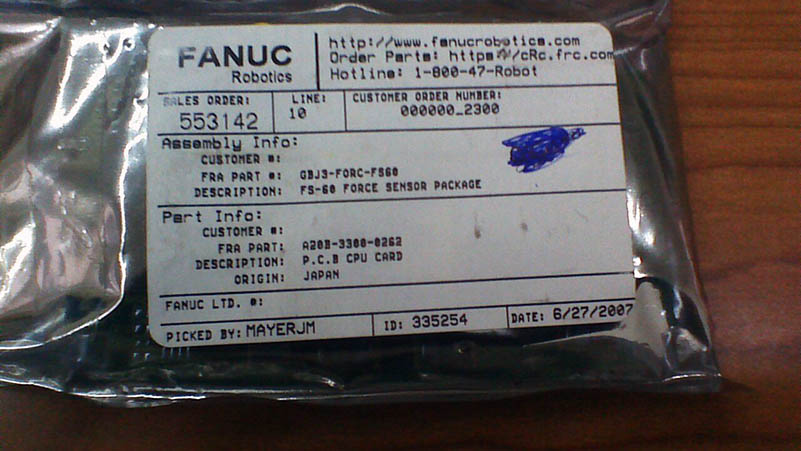 FANUC
Robotics
http://www.fanucrobotics.com
Order Parts: https://cRc.frc.com
Hotline: 1-800-47-Robot
SALES ORDER:
553142
LINE:
10
CUSTOMER ORDER NUMBER:
000000_2300
Assembly Info:
CUSTOMER #:
FRA PART #: GBJ3-FORC-FS60
DESCRIPTION: FS-60 FORCE SENSOR PACKAGE
Part Info:
CUSTOMER #:
FRA PART: A20B-3300-0262
DESCRIPTION: P.C.B CPU CARD
ORIGIN: JAPAN
FANUC LTD. #:
PICKED BY: MAYERJM
ID: 335254
DATE: 6/27/2007